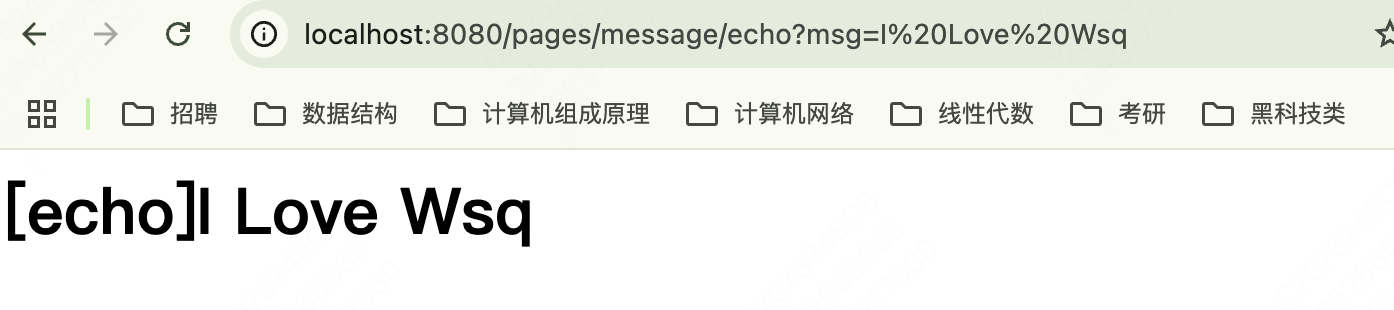 localhost:8080/pages/message/echo?msg=I%20Love%20Wsq
招聘 数据结构 计算机组成原理 计算机网络 线性代数 考研 黑科技类
[echo]I Love Wsq